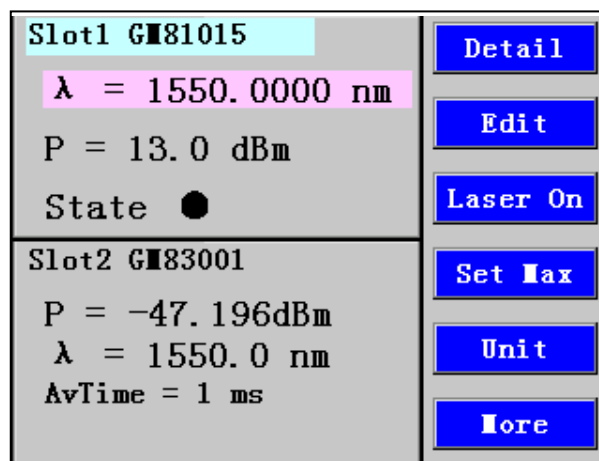 Slot1 GM81015
λ = 1550.0000 nm
P = 13.0 dBm
State
Slot2 GM83001
P = -47.196dBm
λ = 1550.0 nm
AvTime = 1 ms
Detail
Edit
Laser On
Set Max
Unit
More